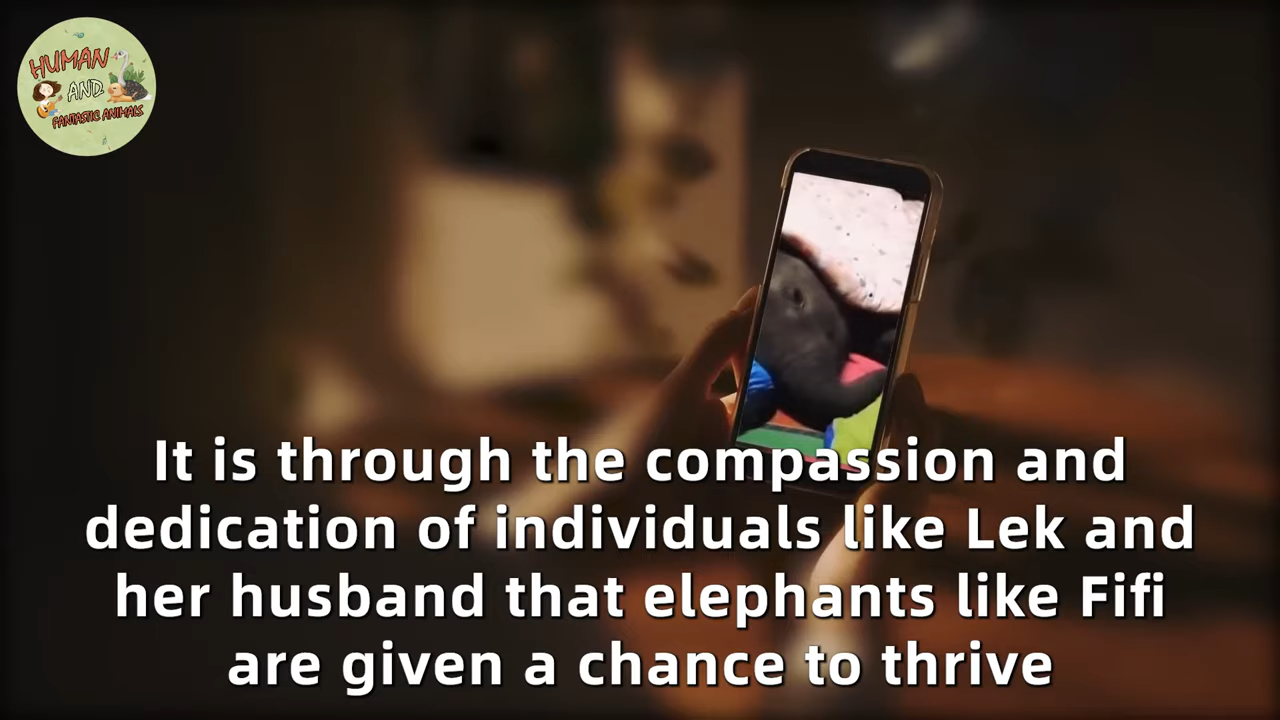 HUMAN
AND
FANTASTIC ANIMALS
It is through the compassion and
dedication of individuals like Lek and
her husband that elephants like Fifi
are given a chance to thrive